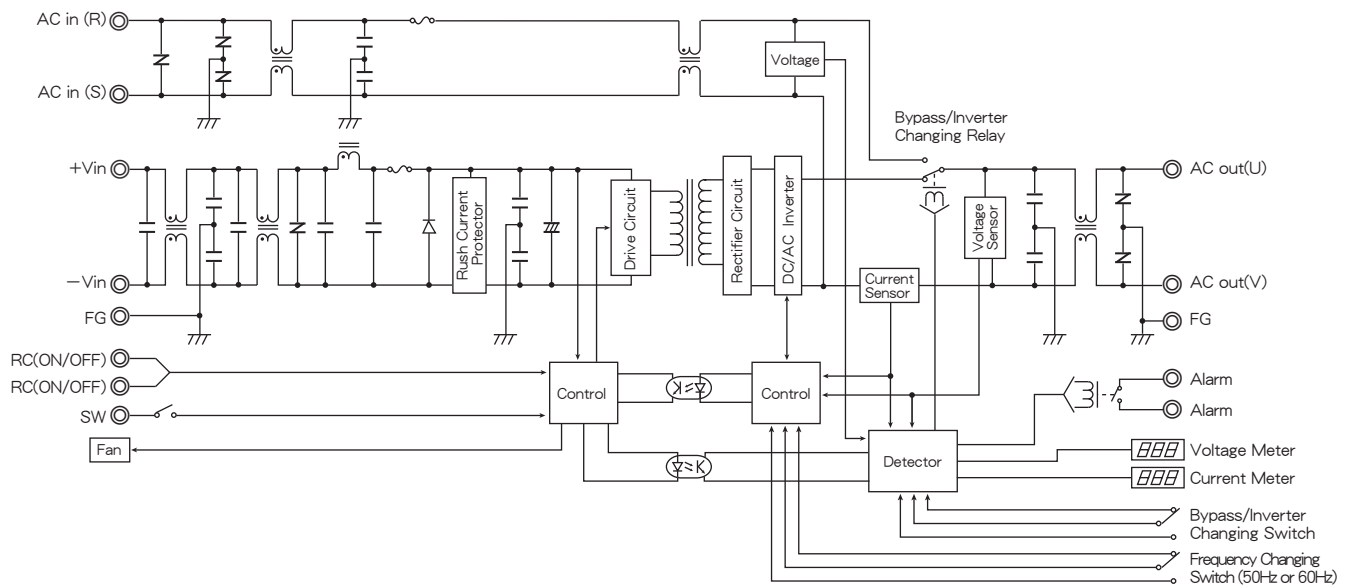 AC in (R)
AC in (S)
Voltage
Bypass/Inverter
Changing Relay
+Vin
−Vin
FG
Rush Current
Protector
Drive Circuit
Rectifier Circuit
DC/AC Inverter
Current
Sensor
Voltage
Sensor
AC out(U)
AC out(V)
FG
RC(ON/OFF)
RC(ON/OFF)
SW
Fan
Control
Control
Detector
Alarm
Alarm
888 Voltage Meter
888 Current Meter
Bypass/Inverter
Changing Switch
Frequency Changing
Switch (50Hz or 60Hz)